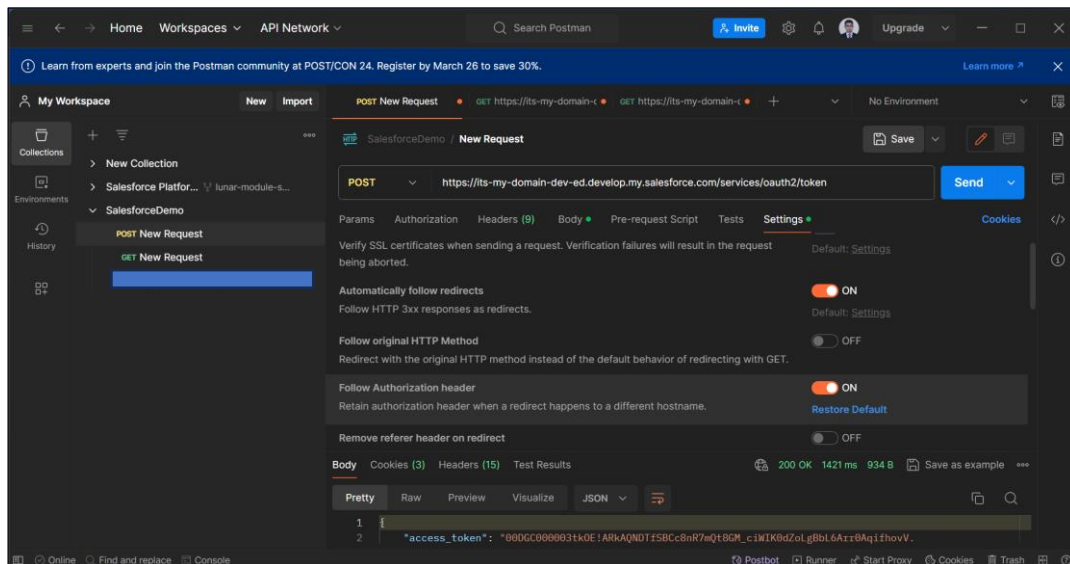 Home Workspaces API Network Search Postman Invite Upgrade
Learn from experts and join the Postman community at POST/CON 24. Register by March 26 to save 30%. Learn more
My Workspace New Import POST New Request GET https://its-my-domain-c GET https://its-my-domain-c No Environment
Collections
Environments
History
New Collection
Salesforce Platfor... lunar-module-s...
SalesforceDemo
POST New Request
GET New Request
HTTP SalesforceDemo / New Request Save
POST https://its-my-domain-dev-ed.develop.my.salesforce.com/services/oauth2/token Send
Params Authorization Headers (9) Body Pre-request Script Tests Settings Cookies
Verify SSL certificates when sending a request. Verification failures will result in the request being aborted. Default: Settings
Automatically follow redirects ON
Follow HTTP 3xx responses as redirects. Default: Settings
Follow original HTTP Method OFF
Redirect with the original HTTP method instead of the default behavior of redirecting with GET.
Follow Authorization header ON
Retain authorization header when a redirect happens to a different hostname. Restore Default
Remove referer header on redirect OFF
Body Cookies (3) Headers (15) Test Results 200 OK 1421 ms 934 B Save as example
Pretty Raw Preview Visualize JSON
1 {
2 "access_token": "00DGC000003tkOE!ARkAQNDTfSBCc8nR7mQt8GM_ciWIK0dZoLgBbL6Arr0AqifhovV.
Online Find and replace Console Postbot Runner Start Proxy Cookies Trash